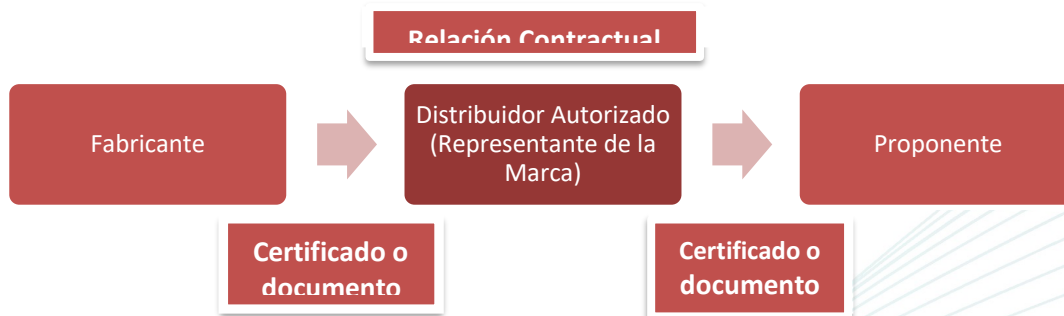 Relación Contractual
Fabricante
Distribuidor Autorizado
(Representante de la
Marca)
Proponente
Certificado o
documento
Certificado o
documento